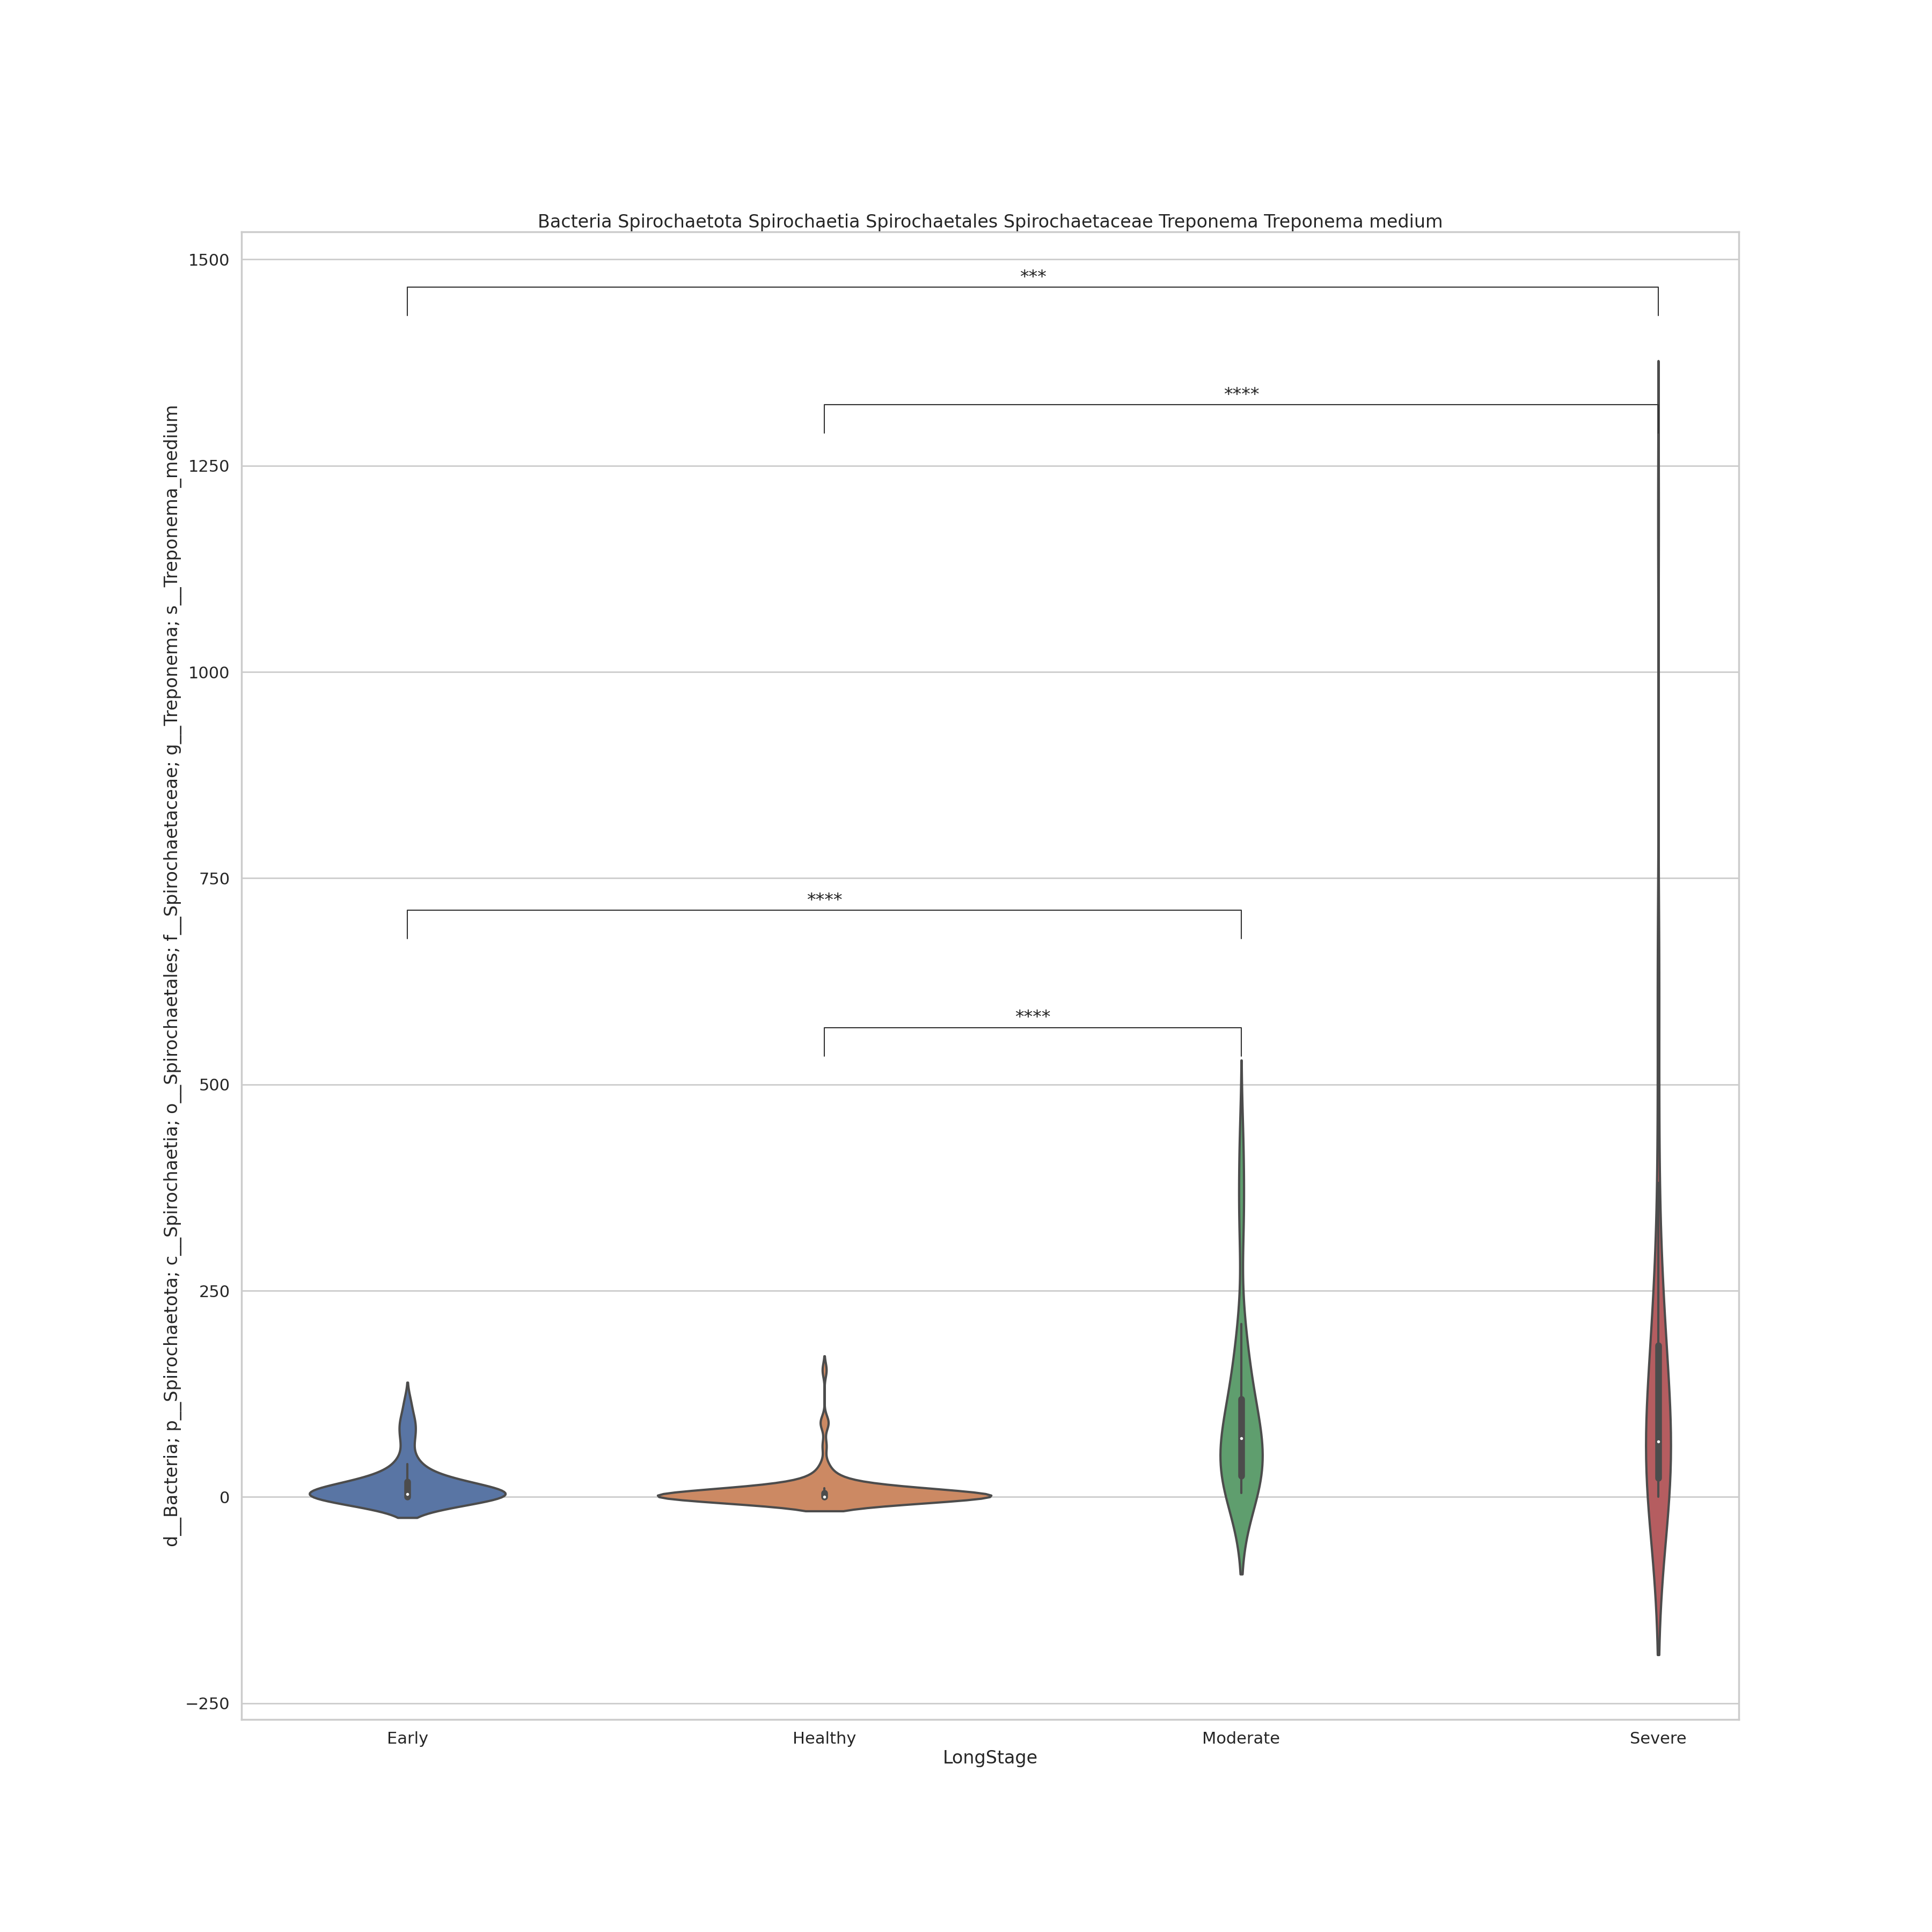 Bacteria Spirochaetota Spirochaetia Spirochaetales Spirochaetaceae Treponema Treponema medium
d__Bacteria; p__Spirochaetota; c__Spirochaetia; o__Spirochaetales; f__Spirochaetaceae; g__Treponema; s__Treponema_medium
1500
1250
1000
750
500
250
0
−250
***
****
****
****
Early
Healthy
Moderate
Severe
LongStage